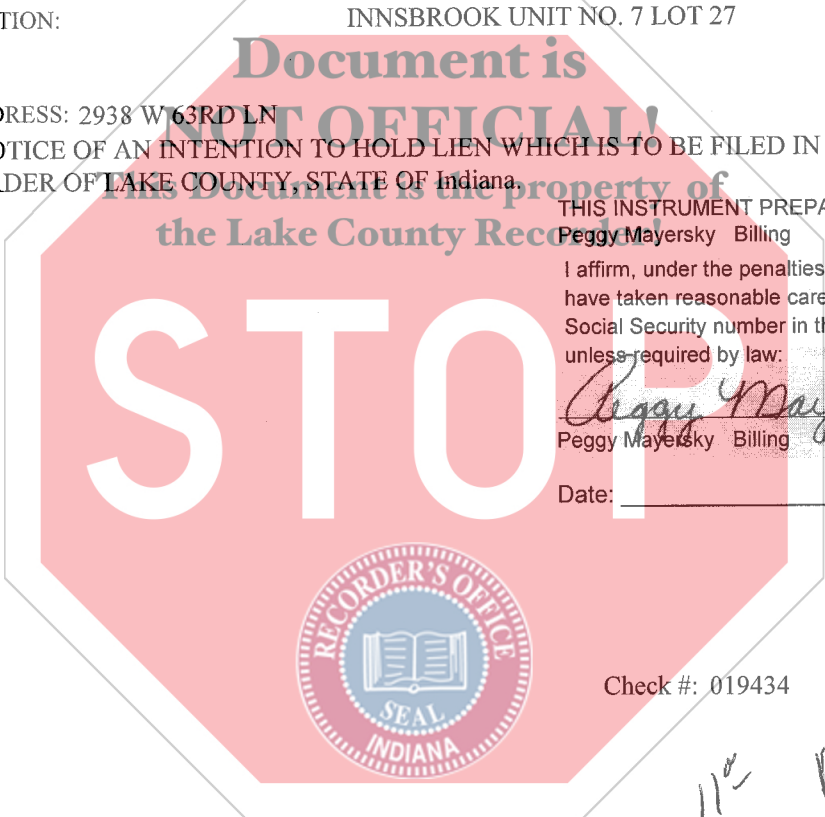 TION: INNSBROOK UNIT NO. 7 LOT 27
Document is
DRESS: 2938 W 63RD LN
NOT OFFICIAL!
OTICE OF AN INTENTION TO HOLD LIEN WHICH IS TO BE FILED IN
DER OF LAKE COUNTY, STATE OF Indiana.
This Document is the property of
the Lake County Recorder!
THIS INSTRUMENT PREPA
Peggy Mayersky Billing
I affirm, under the penalties
have taken reasonable care
Social Security number in th
unless required by law:
Peggy May
Peggy Mayersky Billing
Date:
STOP
RECORDER'S OFFICE
SEAL
INDIANA
Check #: 019434